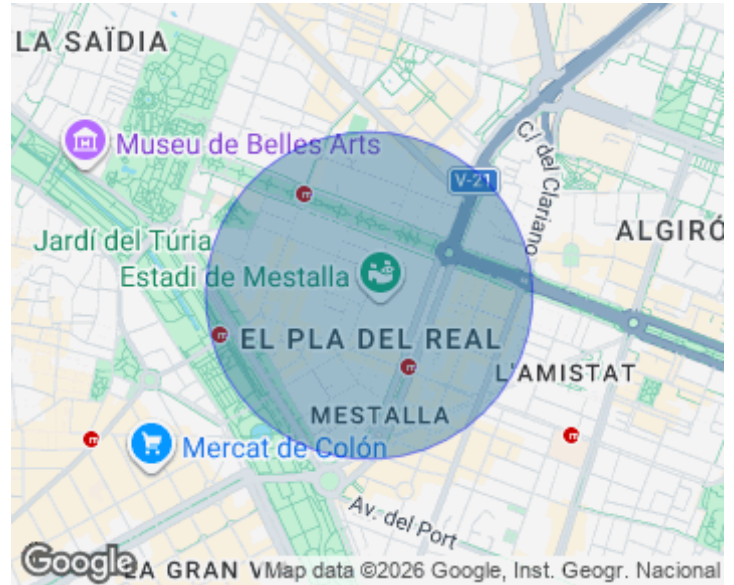 LA SAÏDIA
Museu de Belles Arts
V-21
C/ del Clariano
ALGIRÓ
Jardí del Túria
Estadi de Mestalla
EL PLA DEL REAL
L'AMISTAT
MESTALLA
Mercat de Colón
Av. del Port
Google
A GRAN V
Map data ©2026 Google, Inst. Geogr. Nacional